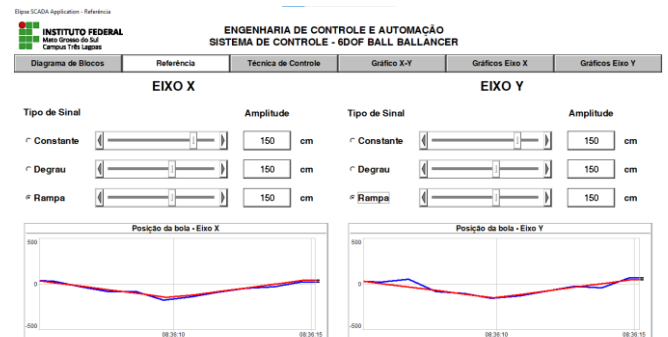 Elipse SCADA Application - Referência
INSTITUTO FEDERAL
Mato Grosso do Sul
Campus Três Lagoas
ENGENHARIA DE CONTROLE E AUTOMAÇÃO
SISTEMA DE CONTROLE - 6DOF BALL BALLANCER
Diagrama de Blocos Referência Técnica de Controle Gráfico X-Y Gráficos Eixo X Gráficos Eixo Y
EIXO X EIXO Y
Tipo de Sinal Amplitude Tipo de Sinal Amplitude
Constante 150 cm Constante 150 cm
Degrau 150 cm Degrau 150 cm
Rampa 150 cm Rampa 150 cm
Posição da bola - Eixo X Posição da bola - Eixo Y
500 500
0 0
-500 -500
08:36:10 08:36:15 08:36:10 08:36:15